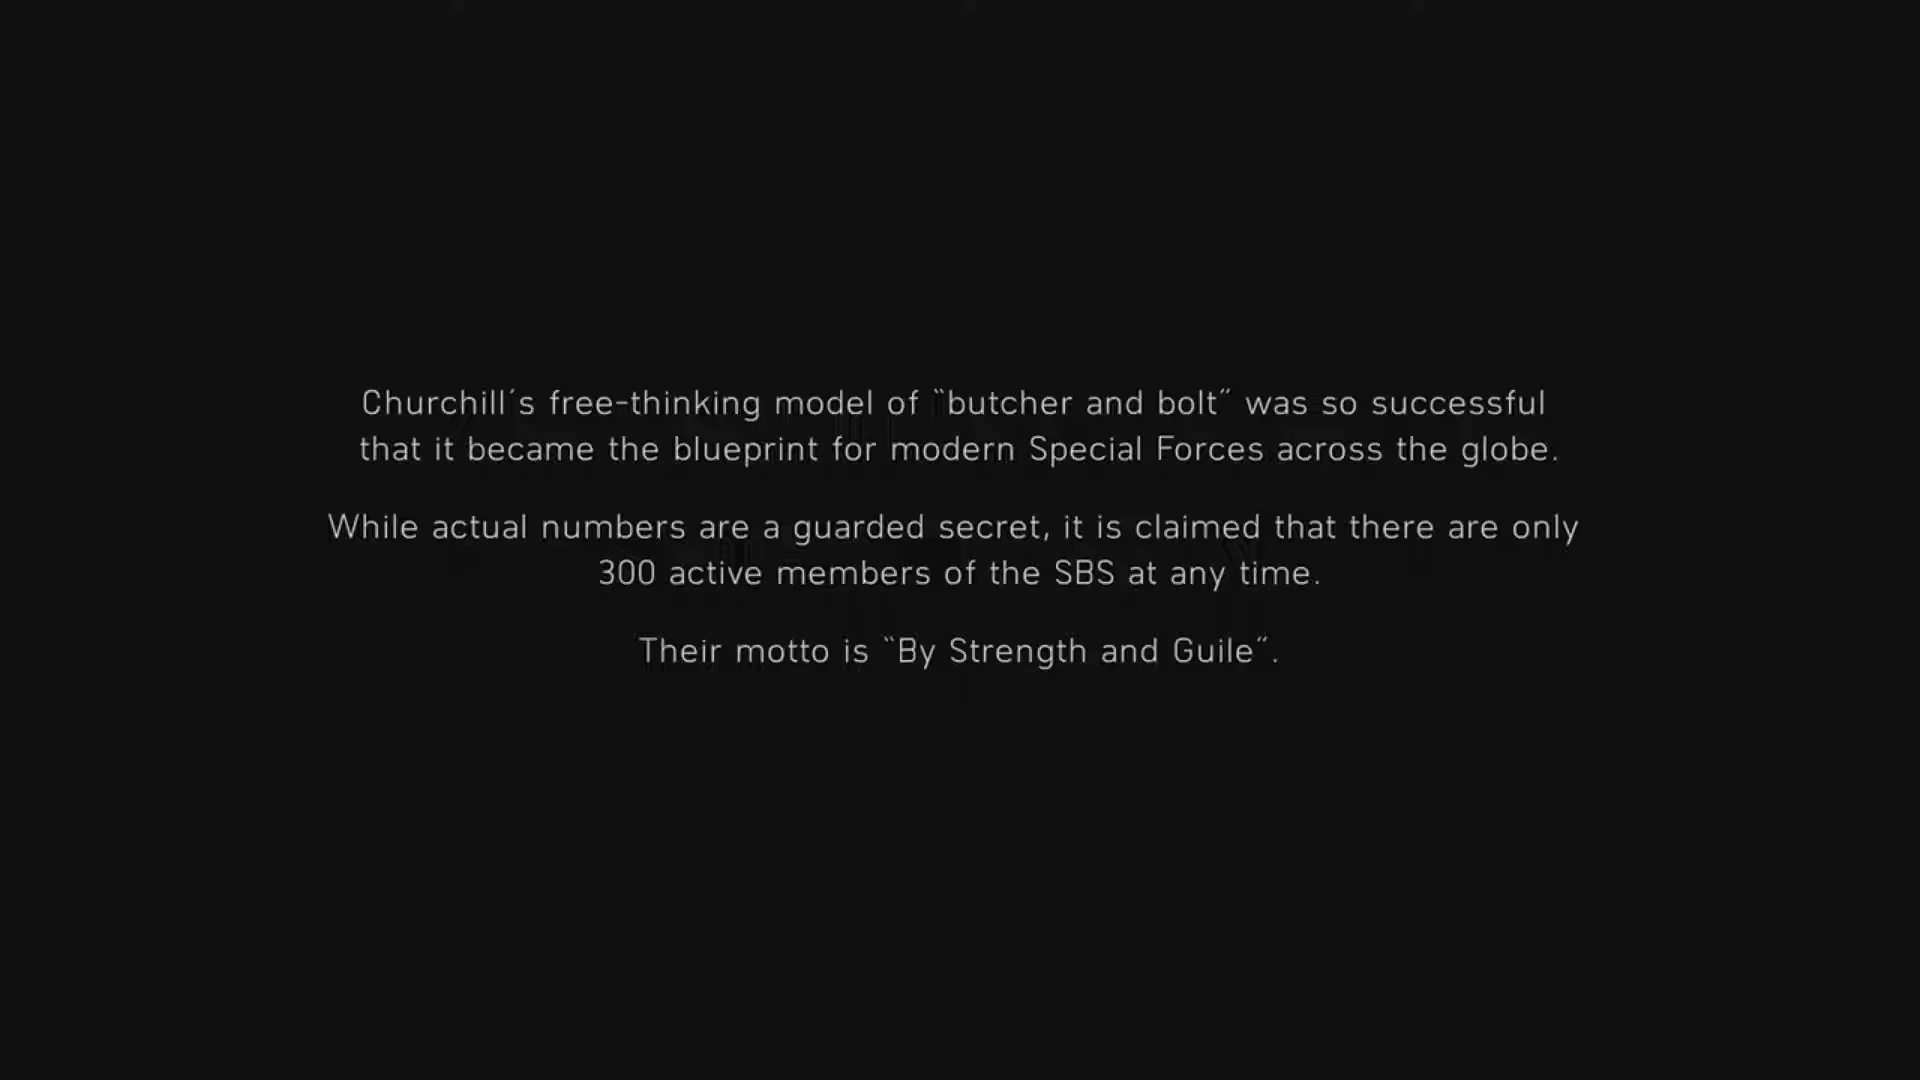 Churchill´s free-thinking model of “butcher and bolt” was so successful
that it became the blueprint for modern Special Forces across the globe.
While actual numbers are a guarded secret, it is claimed that there are only
300 active members of the SBS at any time.
Their motto is “By Strength and Guile”.